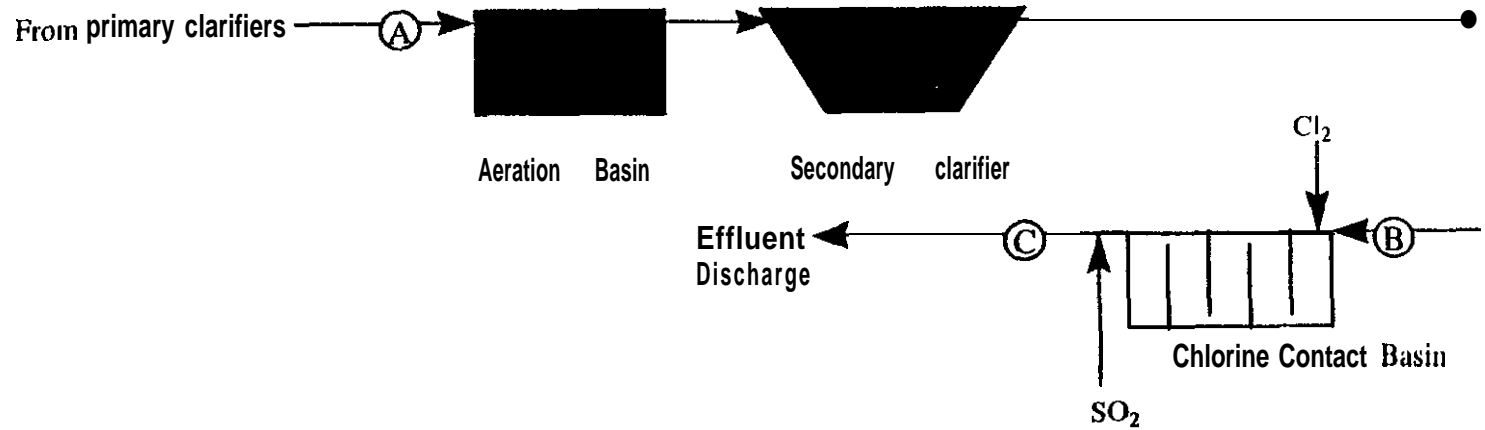 From primary clarifiers
A
Aeration Basin
Secondary clarifier
Cl₂
B
C
Effluent
Discharge
Chlorine Contact Basin
SO₂